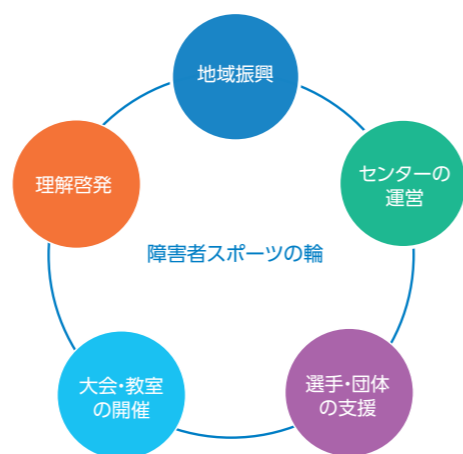 地域振興
センターの
運営
選手・団体
の支援
大会・教室
の開催
理解啓発
障害者スポーツの輪